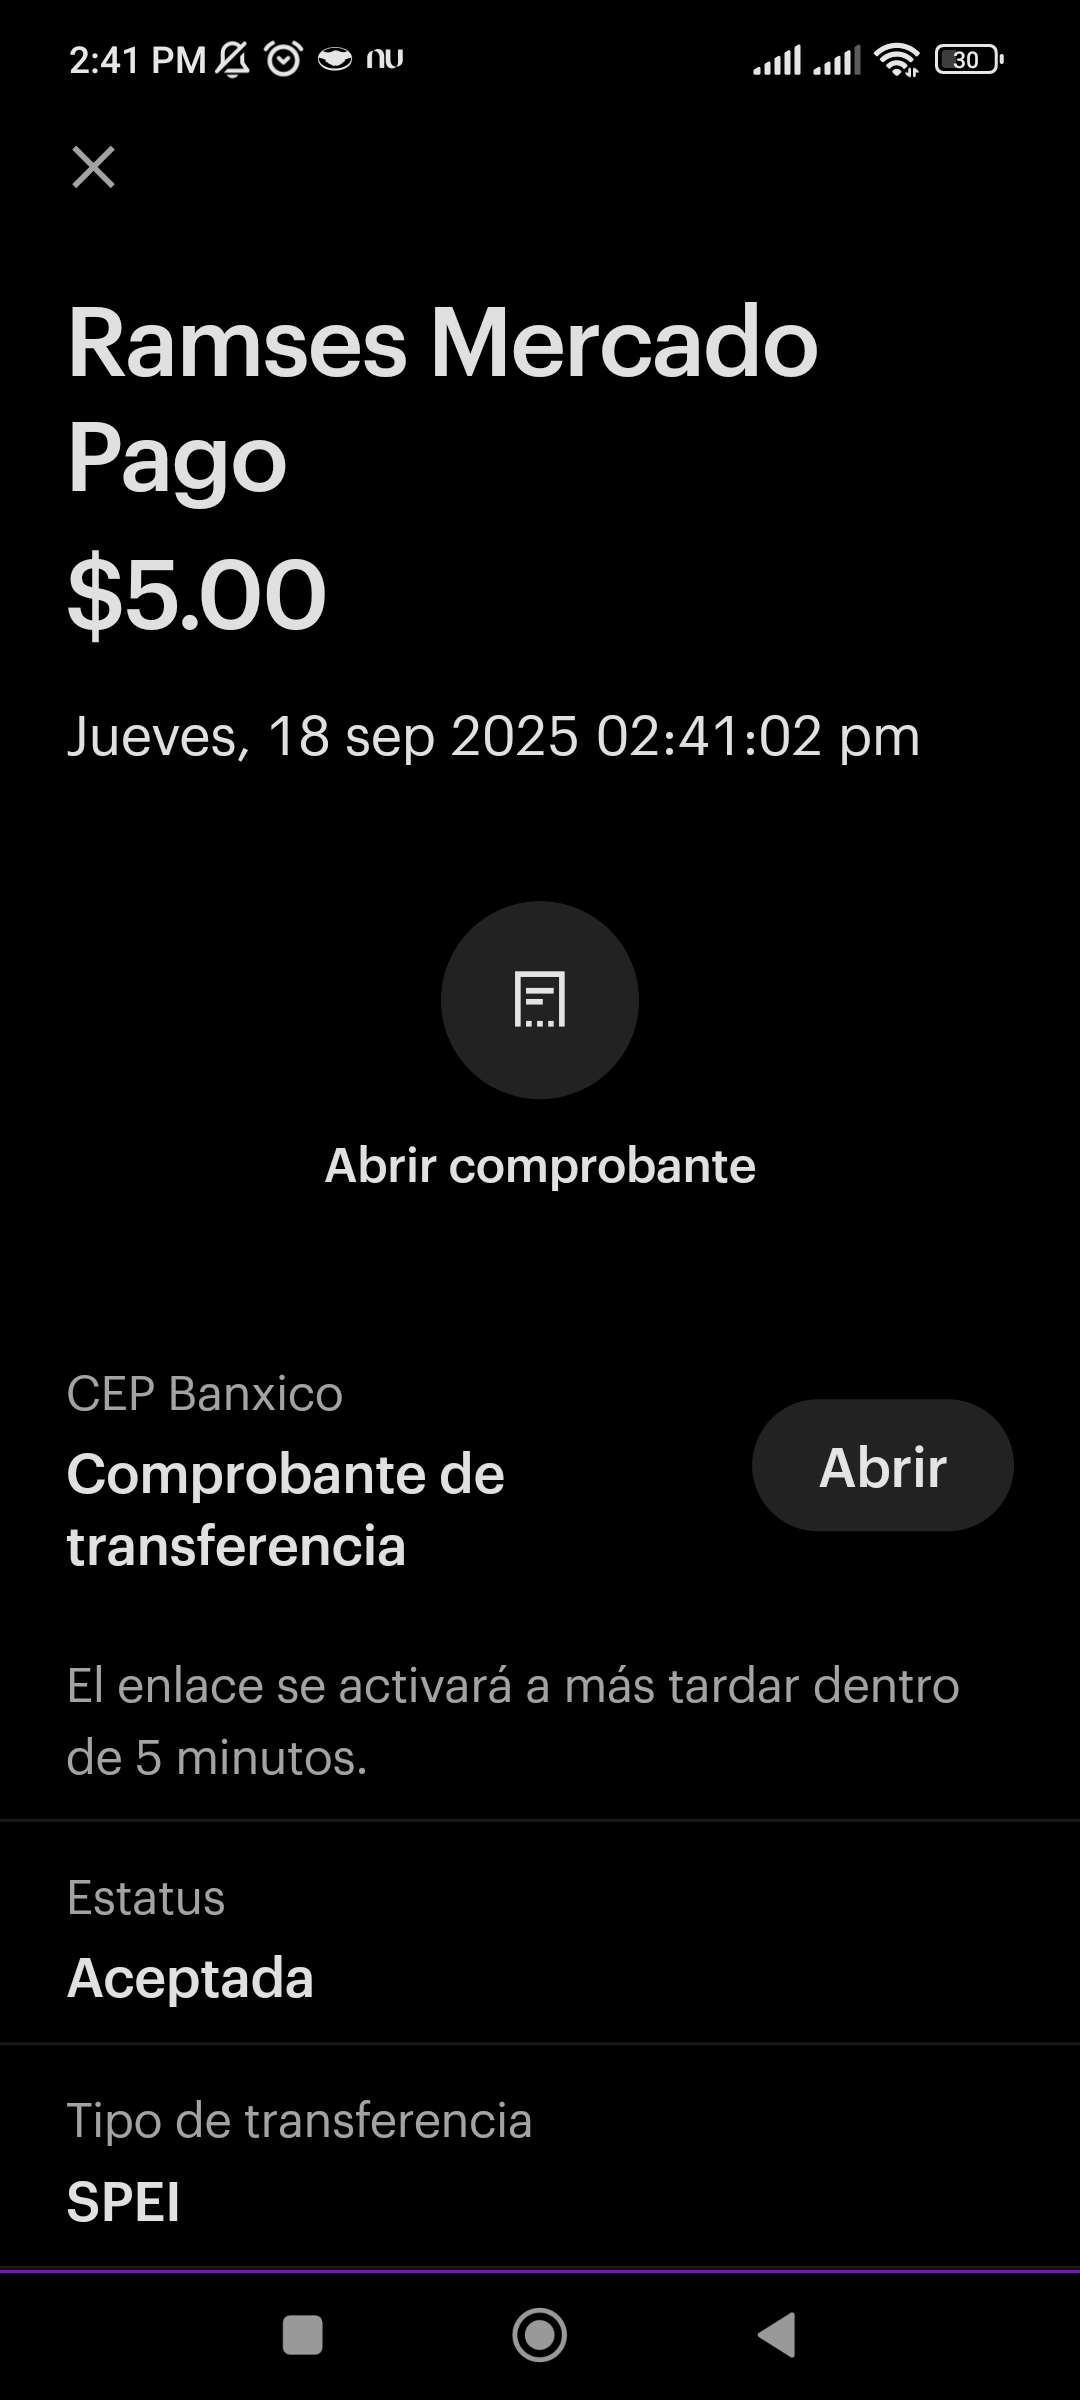 2:41 PM nu 30
Ramses Mercado
Pago
$5.00
Jueves, 18 sep 2025 02:41:02 pm
Abrir comprobante
CEP Banxico
Comprobante de
transferencia
Abrir
El enlace se activará a más tardar dentro
de 5 minutos.
Estatus
Aceptada
Tipo de transferencia
SPEI